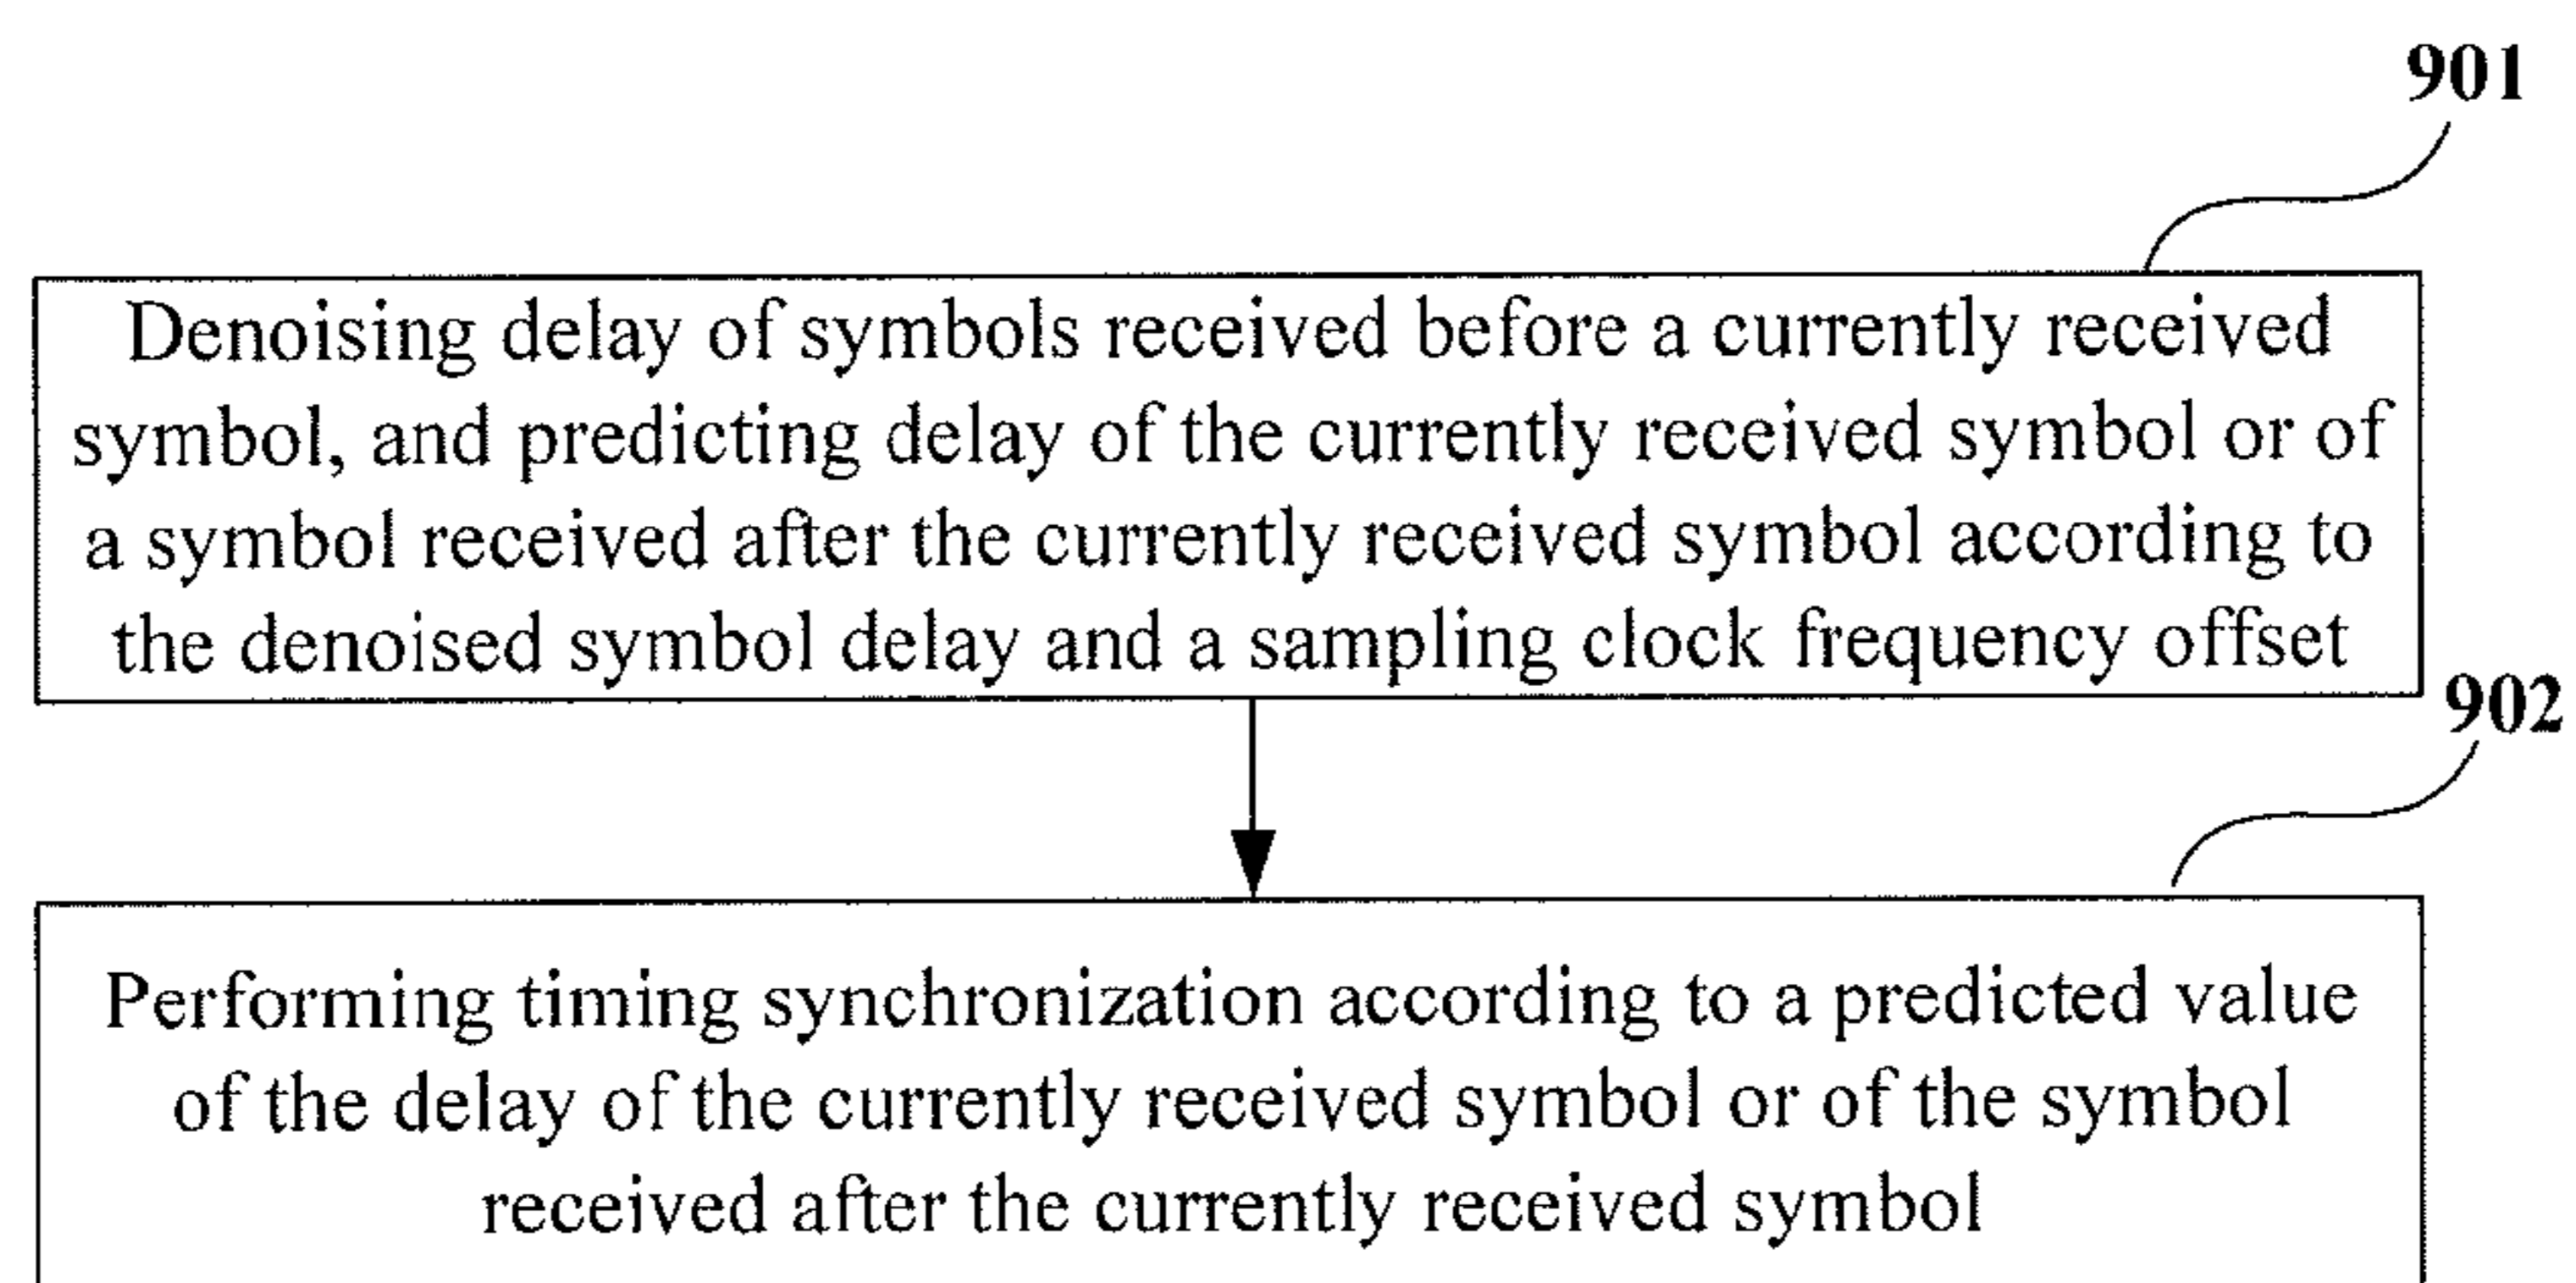 901
Denoising delay of symbols received before a currently received
symbol, and predicting delay of the currently received symbol or of
a symbol received after the currently received symbol according to
the denoised symbol delay and a sampling clock frequency offset
902
Performing timing synchronization according to a predicted value
of the delay of the currently received symbol or of the symbol
received after the currently received symbol